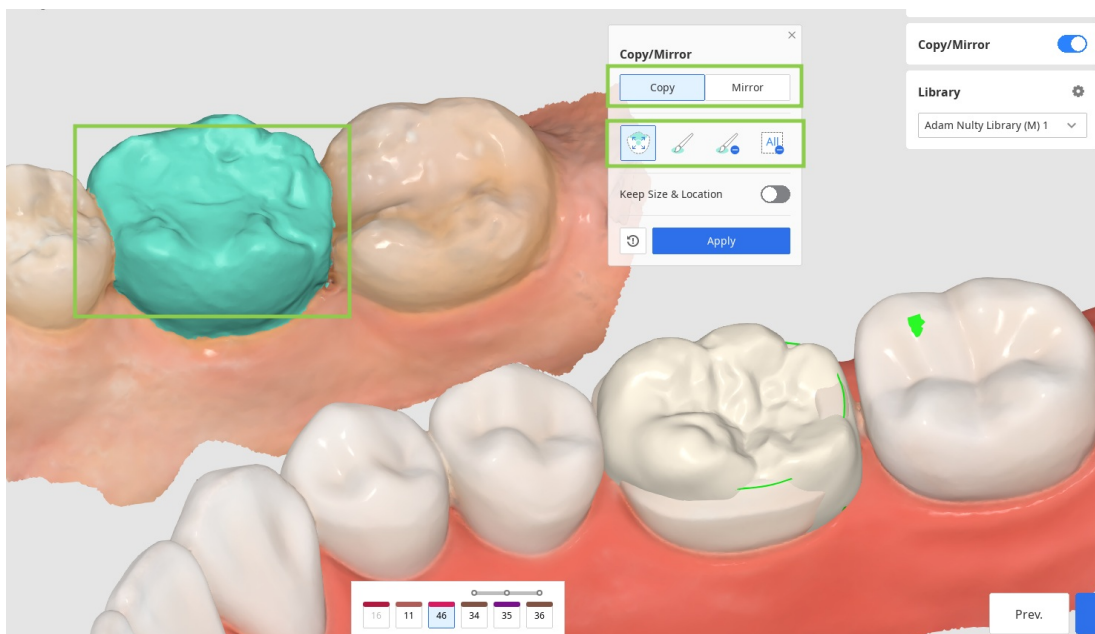 Copy/Mirror
Copy
Mirror
All
Keep Size & Location
Apply
Copy/Mirror
Library
Adam Nulty Library (M) 1
16
11
46
34
35
36
Prev.